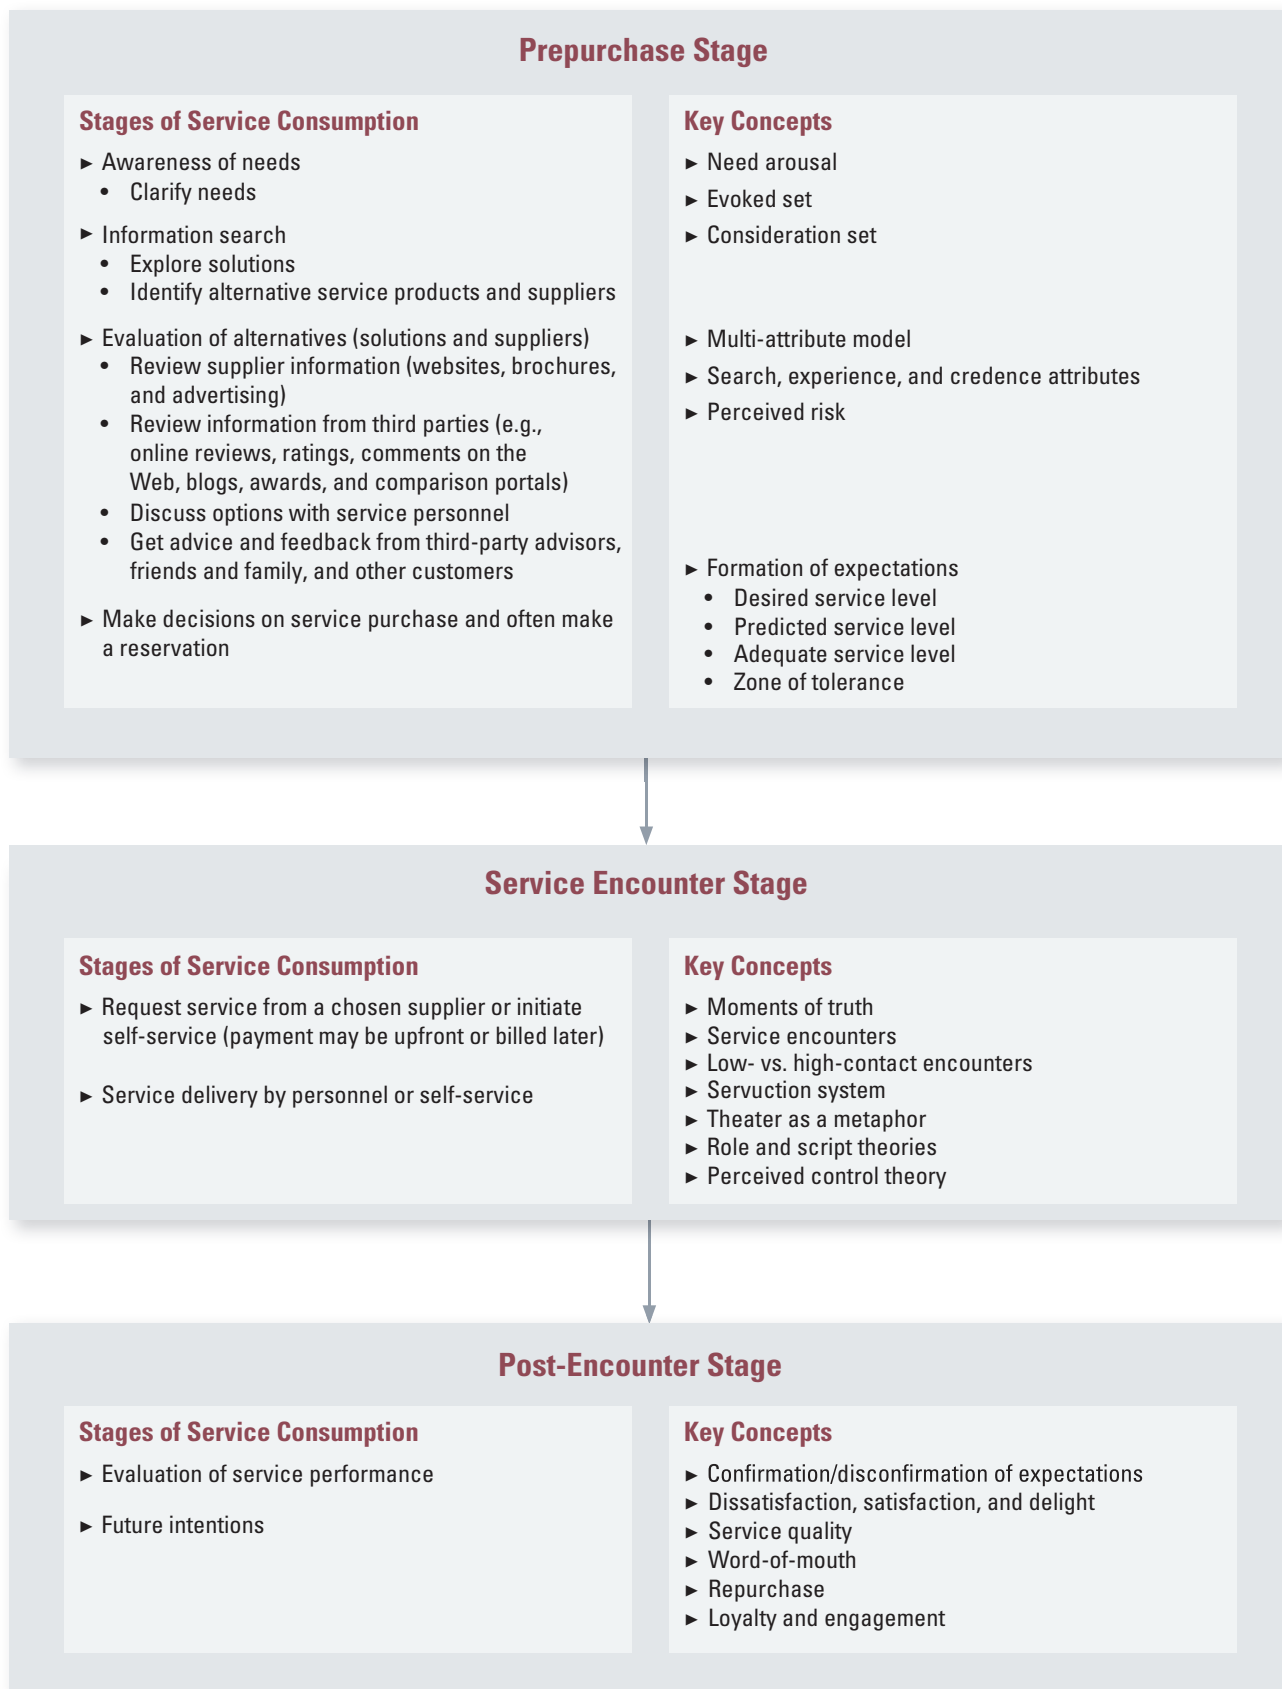 Prepurchase Stage
Stages of Service Consumption
► Awareness of needs
• Clarify needs
► Information search
• Explore solutions
• Identify alternative service products and suppliers
► Evaluation of alternatives (solutions and suppliers)
• Review supplier information (websites, brochures,
and advertising)
• Review information from third parties (e.g.,
online reviews, ratings, comments on the
Web, blogs, awards, and comparison portals)
• Discuss options with service personnel
• Get advice and feedback from third-party advisors,
friends and family, and other customers
► Make decisions on service purchase and often make
a reservation
Key Concepts
► Need arousal
► Evoked set
► Consideration set
► Multi-attribute model
► Search, experience, and credence attributes
► Perceived risk
► Formation of expectations
• Desired service level
• Predicted service level
• Adequate service level
• Zone of tolerance
Service Encounter Stage
Stages of Service Consumption
► Request service from a chosen supplier or initiate
self-service (payment may be upfront or billed later)
► Service delivery by personnel or self-service
Key Concepts
► Moments of truth
► Service encounters
► Low- vs. high-contact encounters
► Servuction system
► Theater as a metaphor
► Role and script theories
► Perceived control theory
Post-Encounter Stage
Stages of Service Consumption
► Evaluation of service performance
► Future intentions
Key Concepts
► Confirmation/disconfirmation of expectations
► Dissatisfaction, satisfaction, and delight
► Service quality
► Word-of-mouth
► Repurchase
► Loyalty and engagement